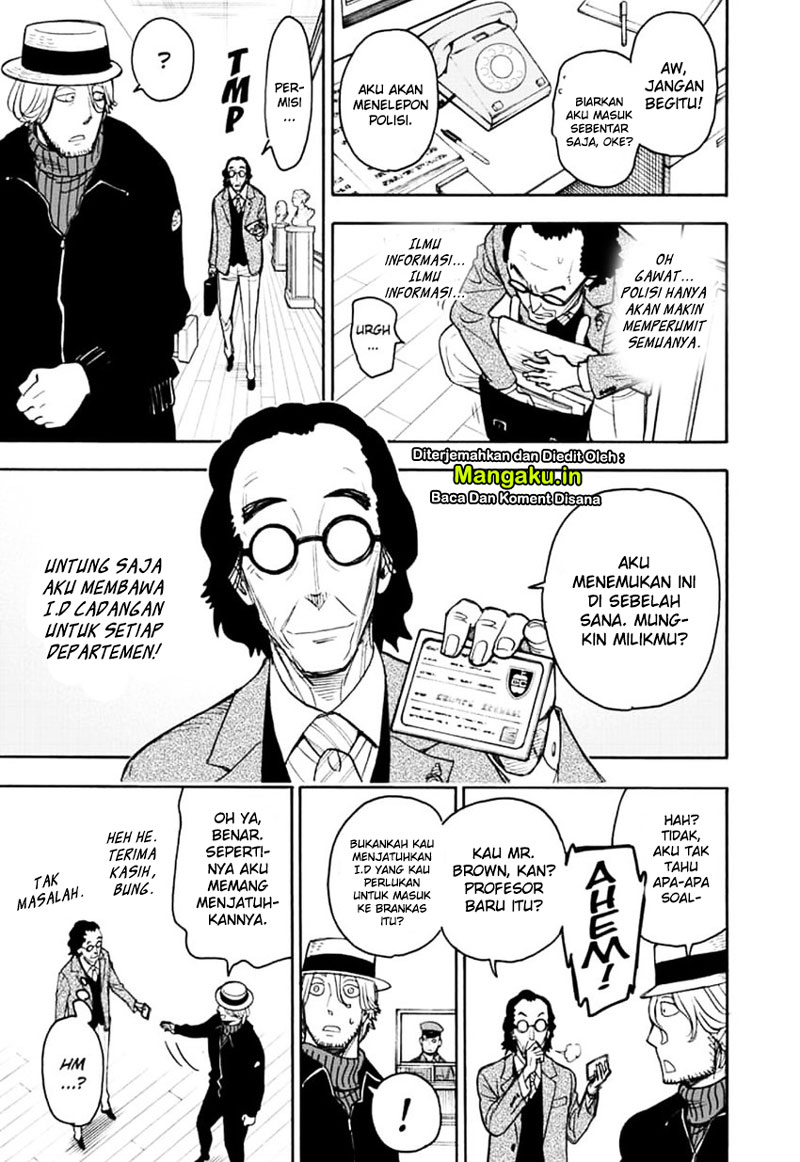 AW,
JANGAN
BEGITU!
BIARKAN
AKU MASUK
SEBENTAR
SAJA, OKE?
AKU AKAN
MENELEPON
POLISI.
PER-
MISI
...
TMP
?
OH
GAWAT...
POLISI HANYA
AKAN MAKIN
MEMPERUMIT
SEMUANYA.
ILMU
INFORMASI...
ILMU
INFORMASI...
URGH
...
Diterjemahkan dan Diedit Oleh :
Mangaku.in
Baca Dan Koment Disana
AKU
MENEMUKAN INI
DI SEBELAH
SANA. MUNG-
KIN MILIKMU?
UNTUNG SAJA
AKU MEMBAWA
I.D CADANGAN
UNTUK SETIAP
DEPARTEMEN!
HAH?
TIDAK,
AKU TAK
TAHU
APA-APA
SOAL-
AHEM!
KAU MR.
BROWN, KAN?
PROFESOR
BARU ITU?
BUKANKAH KAU
MENJATUHKAN
I.D YANG KAU
PERLUKAN
UNTUK MASUK
KE BRANKAS
ITU?
!
OH YA,
BENAR.
SEPERTI-
NYA AKU
MEMANG
MENJATUH-
KANNYA.
HEH HE.
TERIMA
KASIH,
BUNG.
TAK
MASALAH.
HM
...?